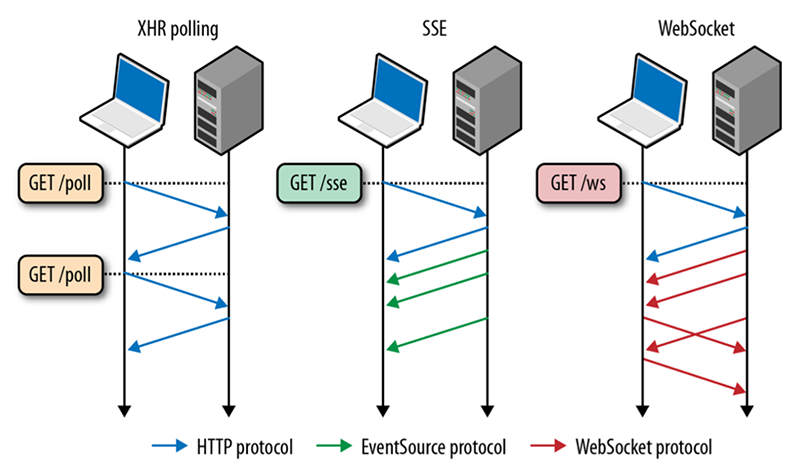 XHR polling
SSE
WebSocket
GET /poll
GET /sse
GET /ws
GET /poll
HTTP protocol
EventSource protocol
WebSocket protocol